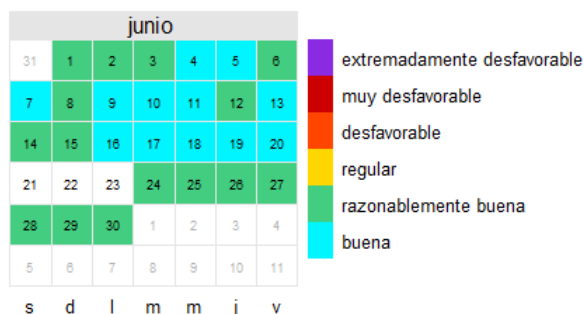 junio
31 1 2 3 4 5 6
7 8 9 10 11 12 13
14 15 16 17 18 19 20
21 22 23 24 25 26 27
28 29 30 1 2 3 4
5 6 7 8 9 10 11
s d l m m j v
extremadamente desfavorable
muy desfavorable
desfavorable
regular
razonablemente buena
buena